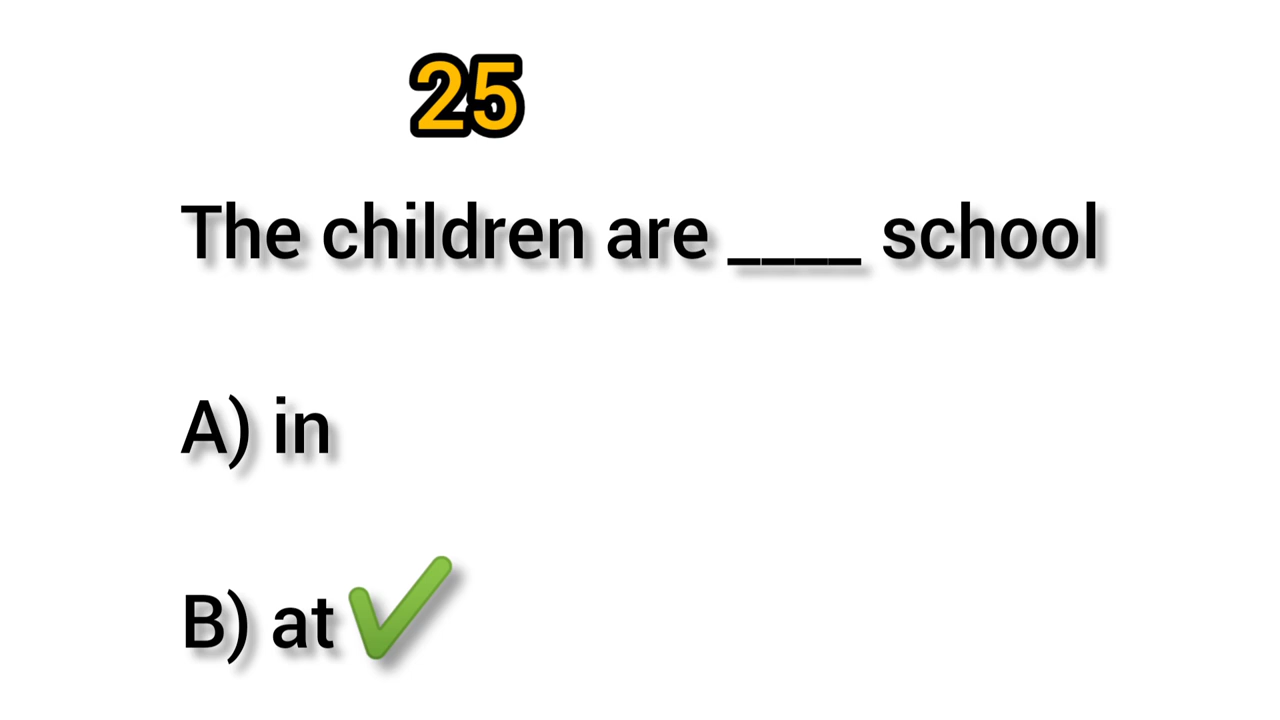 25
The children are ____ school
A) in
B) at